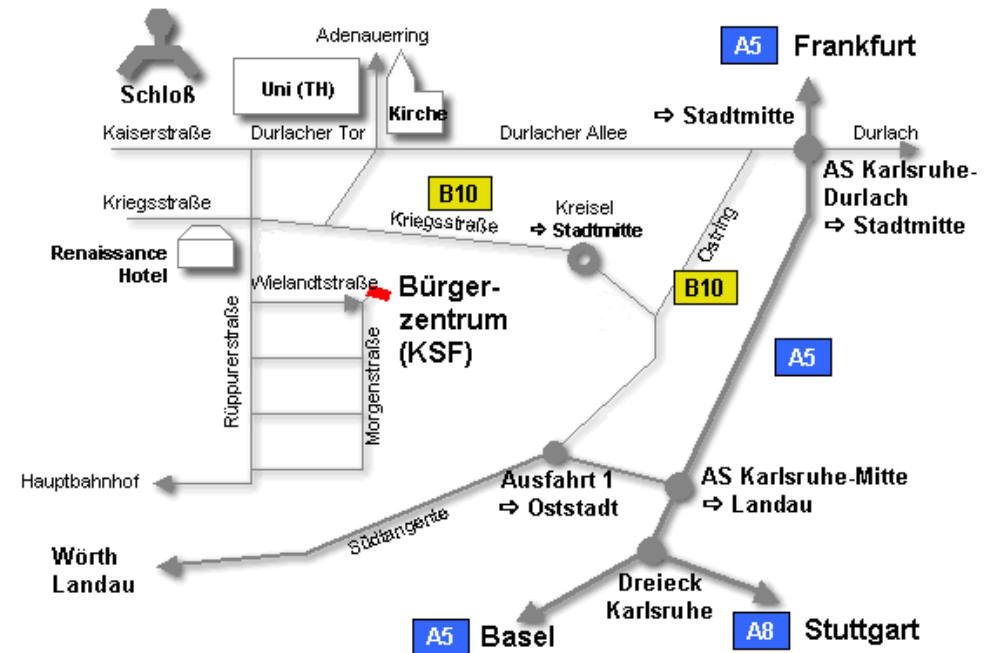 A5 Frankfurt
Adenauerring
Schloß
Uni (TH)
Kirche
⇨ Stadtmitte
Kaiserstraße
Durlacher Tor
Durlacher Allee
Durlach
AS Karlsruhe-
Durlach
⇨ Stadtmitte
B10
Kriegsstraße
Kriegsstraße
Kreisel
⇨ Stadtmitte
Ostring
Renaissance
Hotel
Wielandtstraße
Bürger-
zentrum
(KSF)
B10
Rüppurerstraße
Morgenstraße
A5
Hauptbahnhof
Ausfahrt 1
⇨ Oststadt
AS Karlsruhe-Mitte
⇨ Landau
Südtangente
Wörth
Landau
Dreieck
Karlsruhe
A5 Basel
A8 Stuttgart